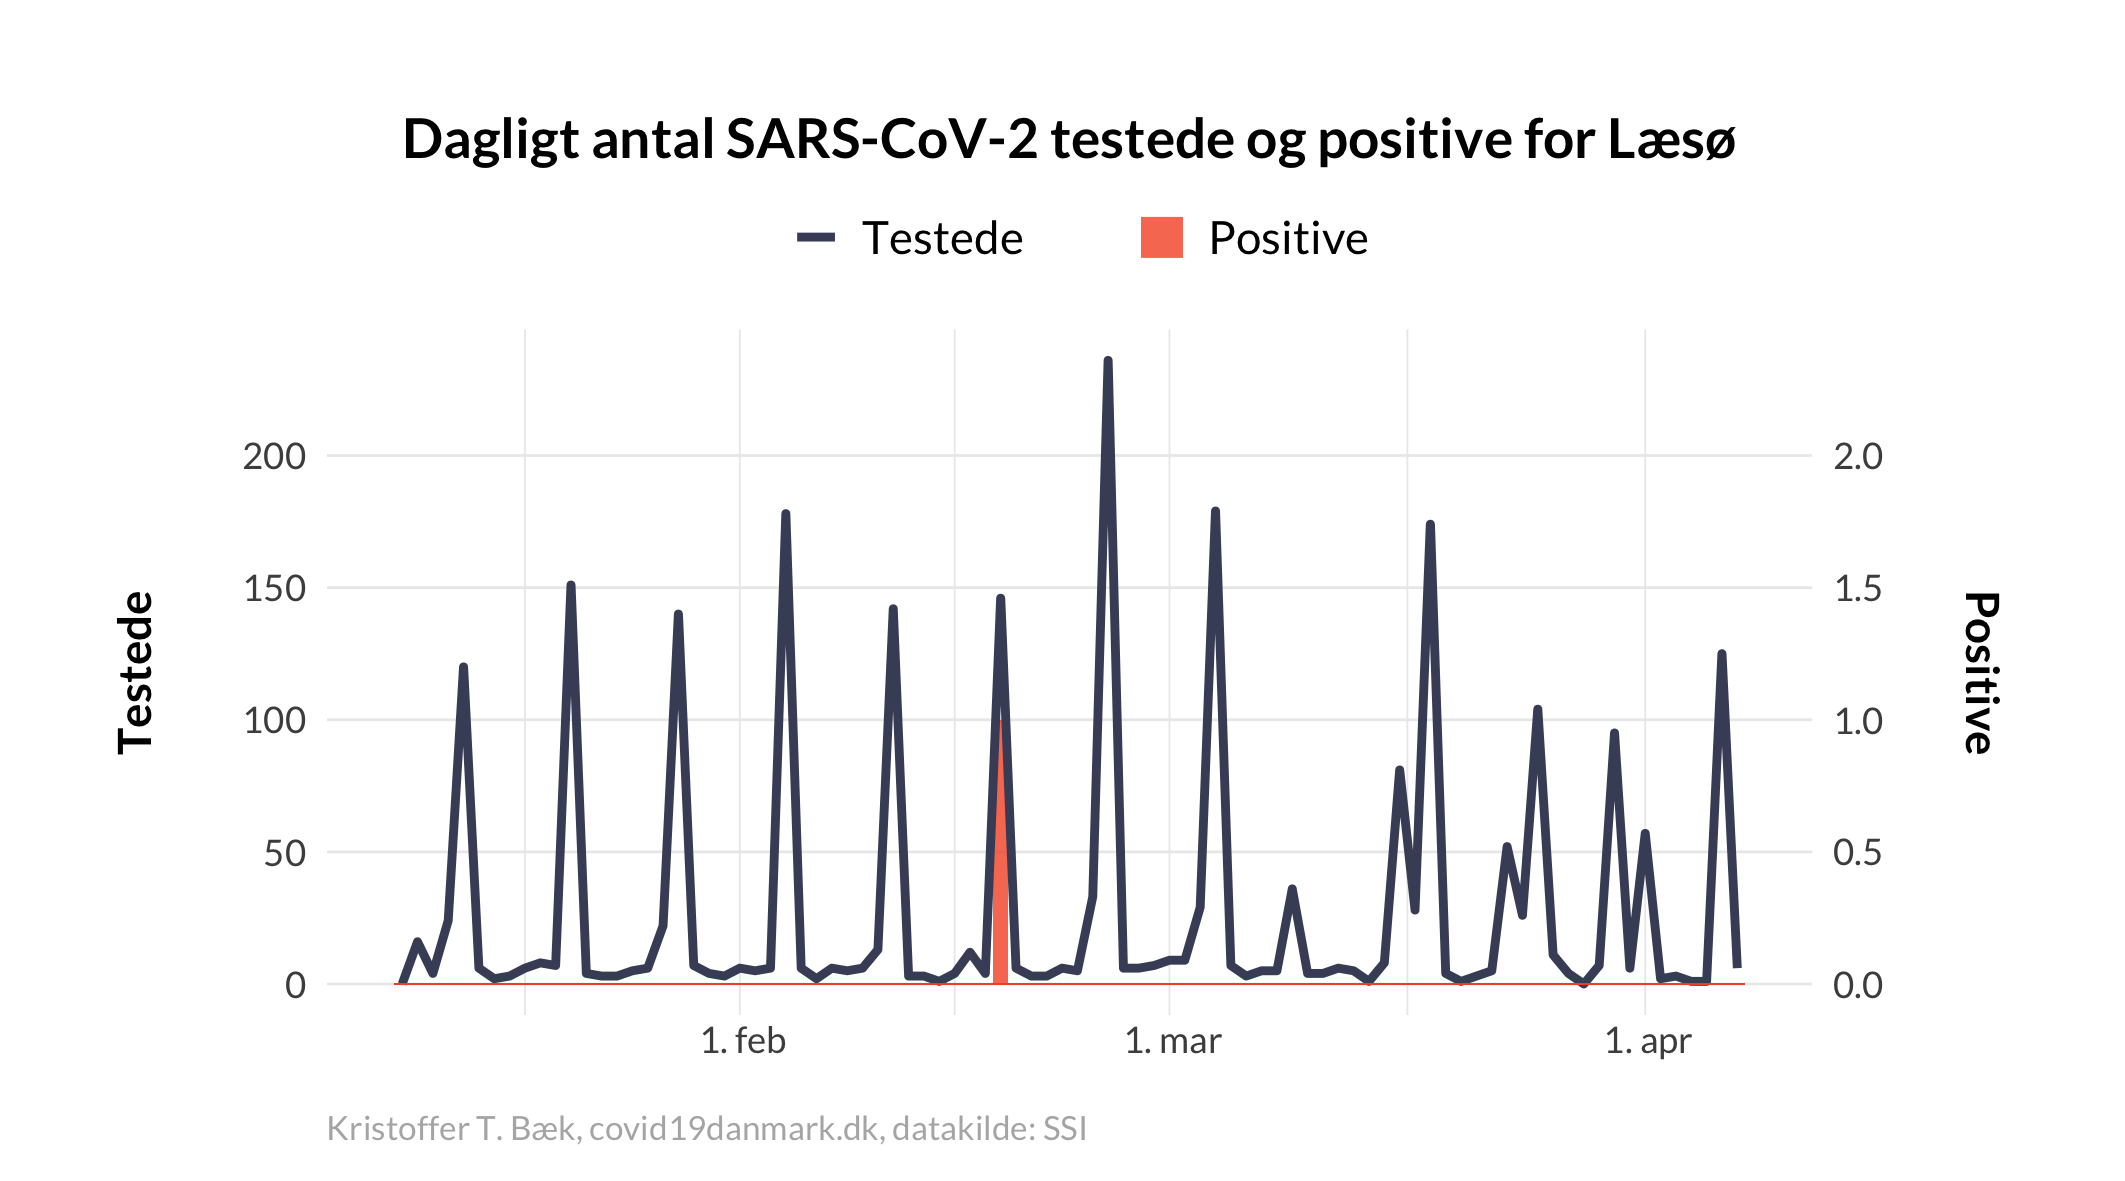 Dagligt antal SARS-CoV-2 testede og positive for Læsø
Testede
Positive
200
150
100
50
0
Testede
2.0
1.5
1.0
0.5
0.0
Positive
1. feb
1. mar
1. apr
Kristoffer T. Bæk, covid19danmark.dk, datakilde: SSI